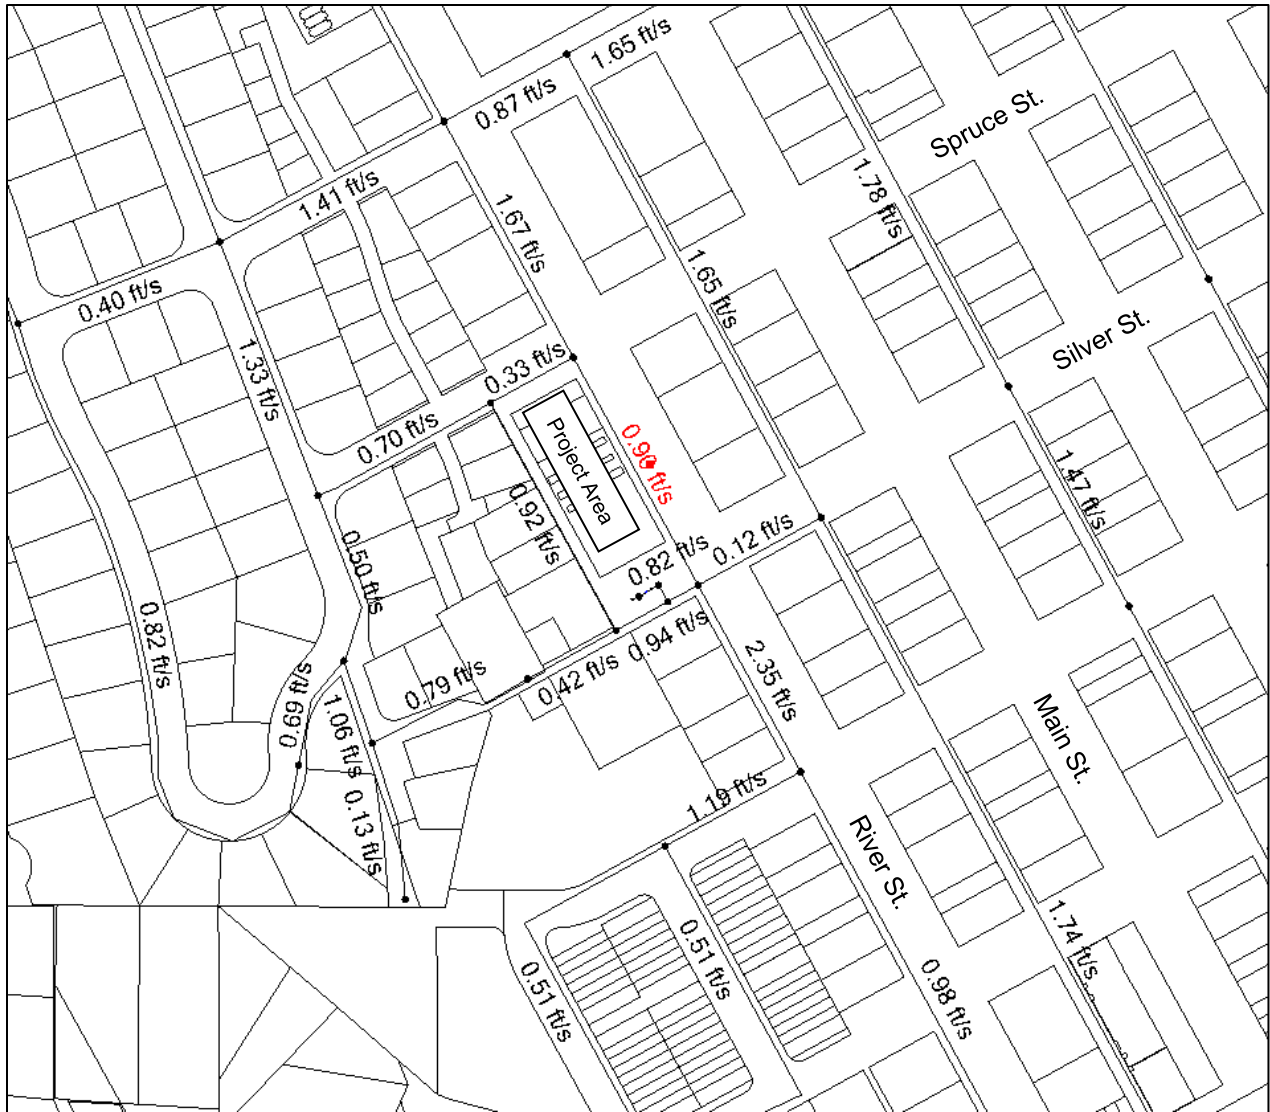 1.65 ft/s
0.87 ft/s
Spruce St.
1.41 ft/s
1.78 ft/s
1.67 ft/s
0.40 ft/s
1.65 ft/s
Silver St.
1.33 ft/s
0.33 ft/s
0.70 ft/s
Project Area
0.90 ft/s
0.92 ft/s
1.47 ft/s
0.50 ft/s
0.82 ft/s
0.12 ft/s
0.82 ft/s
0.94 ft/s
0.79 ft/s
0.42 ft/s
2.35 ft/s
0.69 ft/s
1.06 ft/s
Main St.
0.13 ft/s
1.19 ft/s
River St.
1.74 ft/s
0.51 ft/s
0.51 ft/s
0.98 ft/s